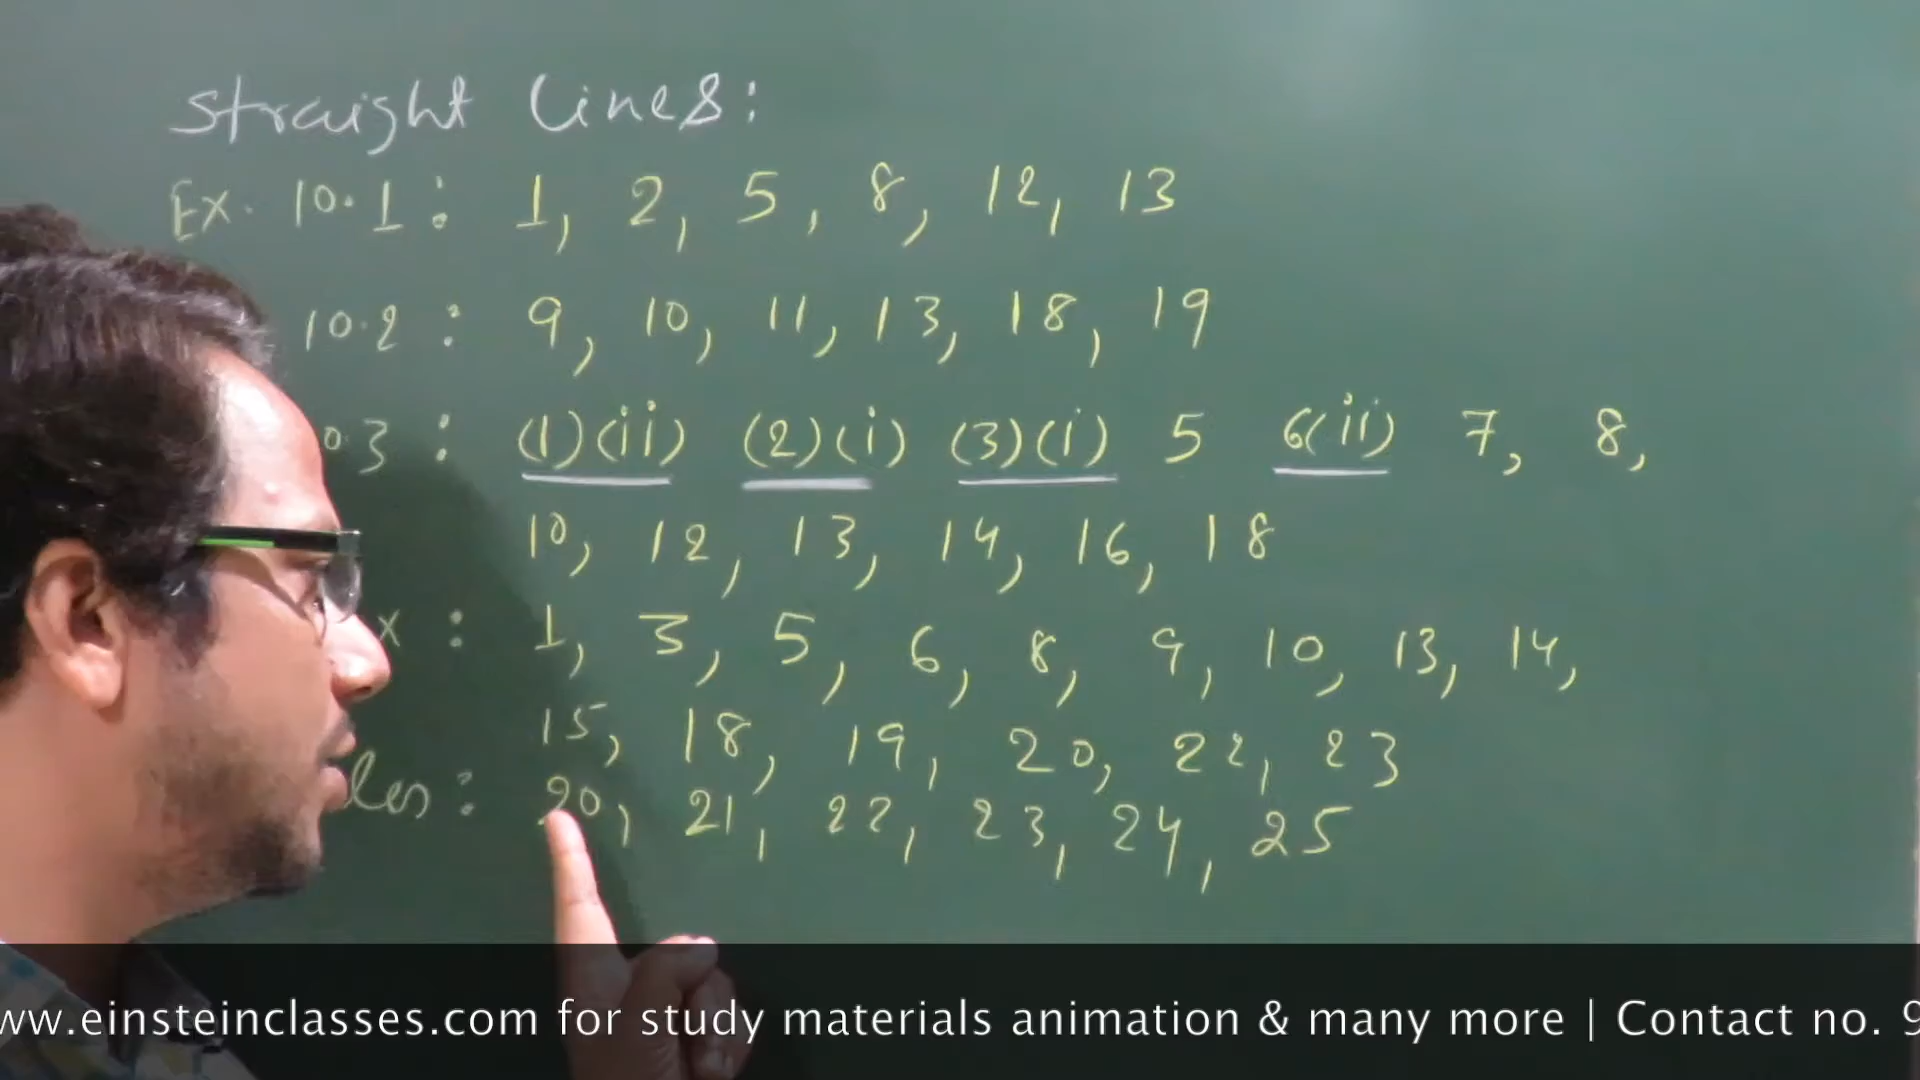 Straight Lines:
Ex. 10.1 : 1, 2, 5, 8, 12, 13
10.2 : 9, 10, 11, 13, 18, 19
0.3 : (1)(ii) (2)(i) (3)(i) 5 6(ii) 7, 8,
10, 12, 13, 14, 16, 18
x : 1, 3, 5, 6, 8, 9, 10, 13, 14,
15, 18, 19, 20, 22, 23
les : 20, 21, 22, 23, 24, 25
ww.einsteinclasses.com for study materials animation & many more | Contact no. 9